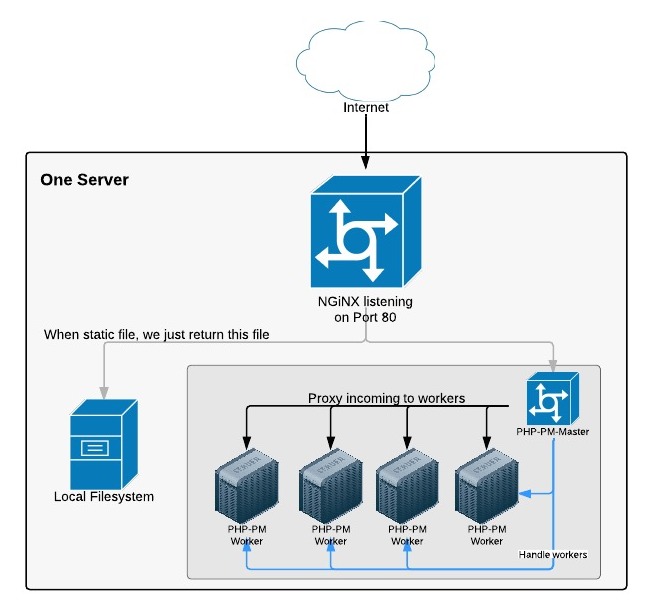 Internet
One Server
NGiNX listening
on Port 80
When static file, we just return this file
Proxy incoming to workers
PHP-PM-Master
Local Filesystem
PHP-PM
Worker
PHP-PM
Worker
PHP-PM
Worker
PHP-PM
Worker
Handle workers